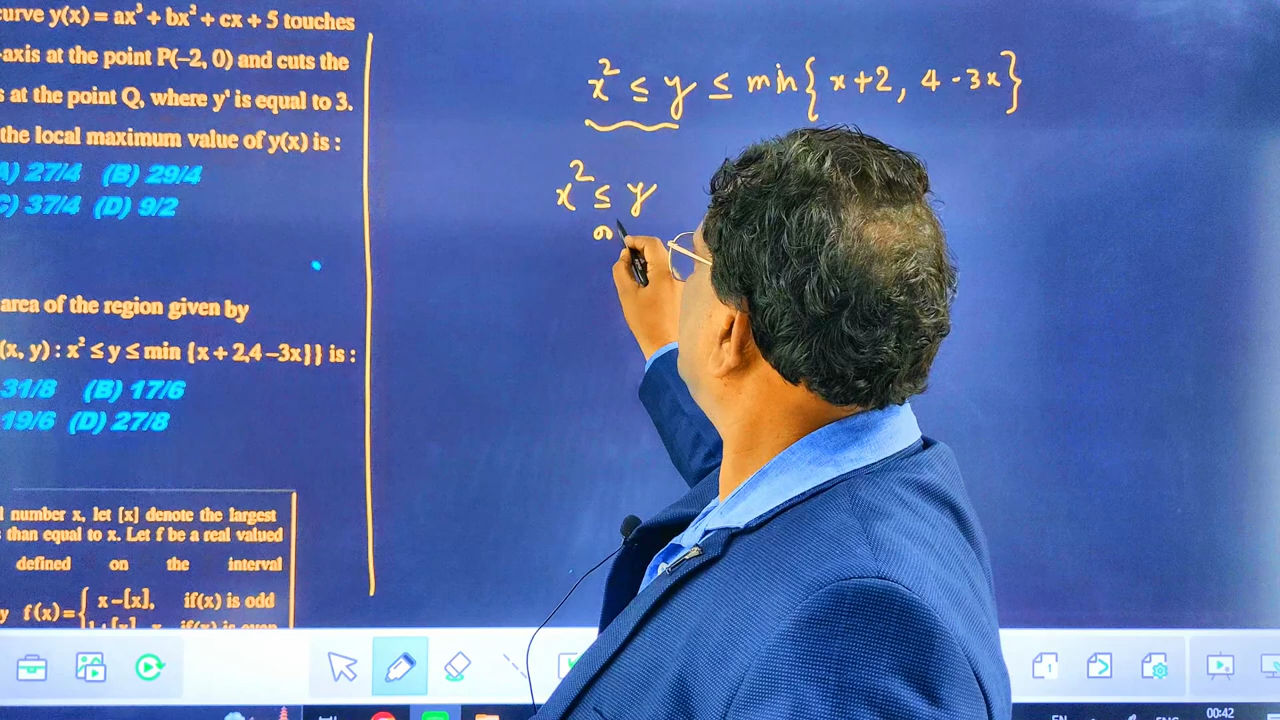 curve y(x) = ax³ + bx² + cx + 5 touches
-axis at the point P(–2, 0) and cuts the
s at the point Q, where y' is equal to 3.
the local maximum value of y(x) is :
A) 27/4 (B) 29/4
C) 37/4 (D) 9/2
area of the region given by
(x, y) : x² ≤ y ≤ min {x + 2,4 –3x}} is :
31/8 (B) 17/6
19/6 (D) 27/8
l number x, let [x] denote the largest
than equal to x. Let f be a real valued
defined on the interval
y f(x) = { x–[x], if(x) is odd
x² ≤ y ≤ min{ x+2, 4-3x}
x² ≤ y
00:42
EN
ENG